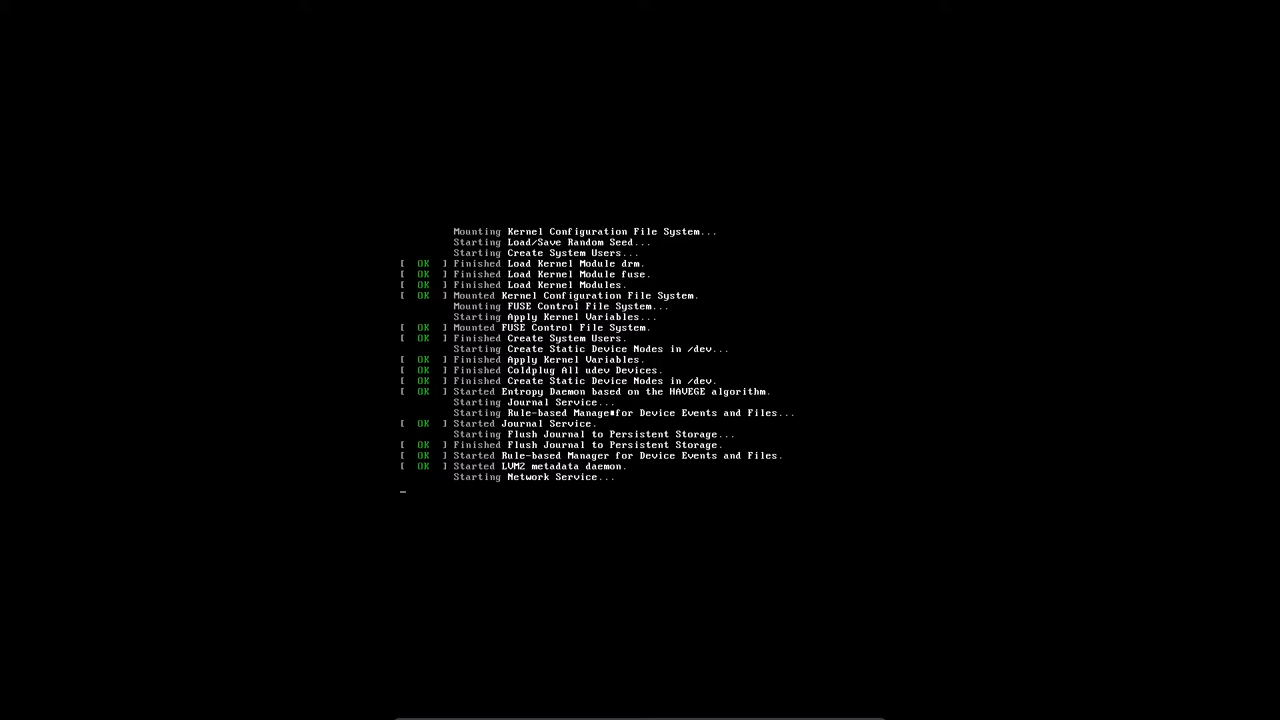 Mounting Kernel Configuration File System...
Starting Load/Save Random Seed...
Starting Create System Users...
[  OK  ] Finished Load Kernel Module drm.
[  OK  ] Finished Load Kernel Module fuse.
[  OK  ] Finished Load Kernel Modules.
[  OK  ] Mounted Kernel Configuration File System.
Mounting FUSE Control File System...
Starting Apply Kernel Variables...
[  OK  ] Mounted FUSE Control File System.
[  OK  ] Finished Create System Users.
Starting Create Static Device Nodes in /dev...
[  OK  ] Finished Apply Kernel Variables.
[  OK  ] Finished Coldplug All udev Devices.
[  OK  ] Finished Create Static Device Nodes in /dev.
[  OK  ] Started Entropy Daemon based on the HAVEGE algorithm.
Starting Journal Service...
Starting Rule-based Manage■for Device Events and Files...
[  OK  ] Started Journal Service.
Starting Flush Journal to Persistent Storage...
[  OK  ] Finished Flush Journal to Persistent Storage.
[  OK  ] Started Rule-based Manager for Device Events and Files.
[  OK  ] Started LVM2 metadata daemon.
Starting Network Service...
_